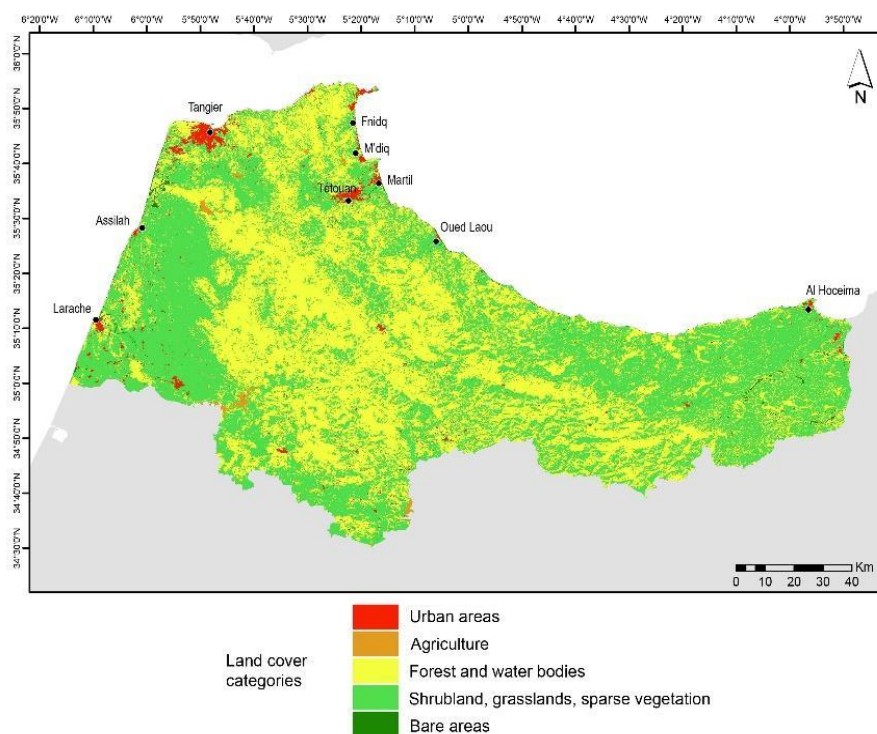 6°20'0"W 6°10'0"W 6°0'0"W 5°50'0"W 5°40'0"W 5°30'0"W 5°20'0"W 5°10'0"W 5°0'0"W 4°50'0"W 4°40'0"W 4°30'0"W 4°20'0"W 4°10'0"W 4°0'0"W 3°50'0"W
36°0'0"N
N
35°50'0"N
Tangier
Fnidq
M'diq
35°40'0"N
Martil
Tétouan
35°30'0"N
Assilah
Oued Laou
35°20'0"N
Al Hoceima
Larache
35°10'0"N
35°0'0"N
34°50'0"N
34°40'0"N
34°30'0"N
Km
0 10 20 30 40
Urban areas
Agriculture
Land cover
categories
Forest and water bodies
Shrubland, grasslands, sparse vegetation
Bare areas